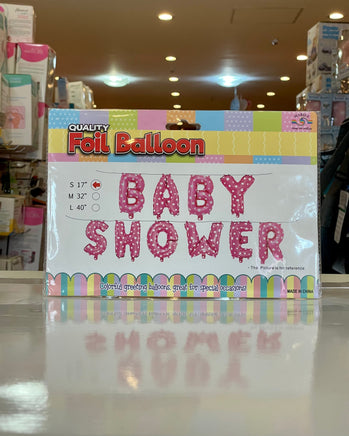 QUALITY
Foil Balloon
S 17"
M 32"
L 40"
BABY
SHOWER
- The Picture is for reference
Colorful greeting balloons, great for special occasions!
MADE IN CHINA